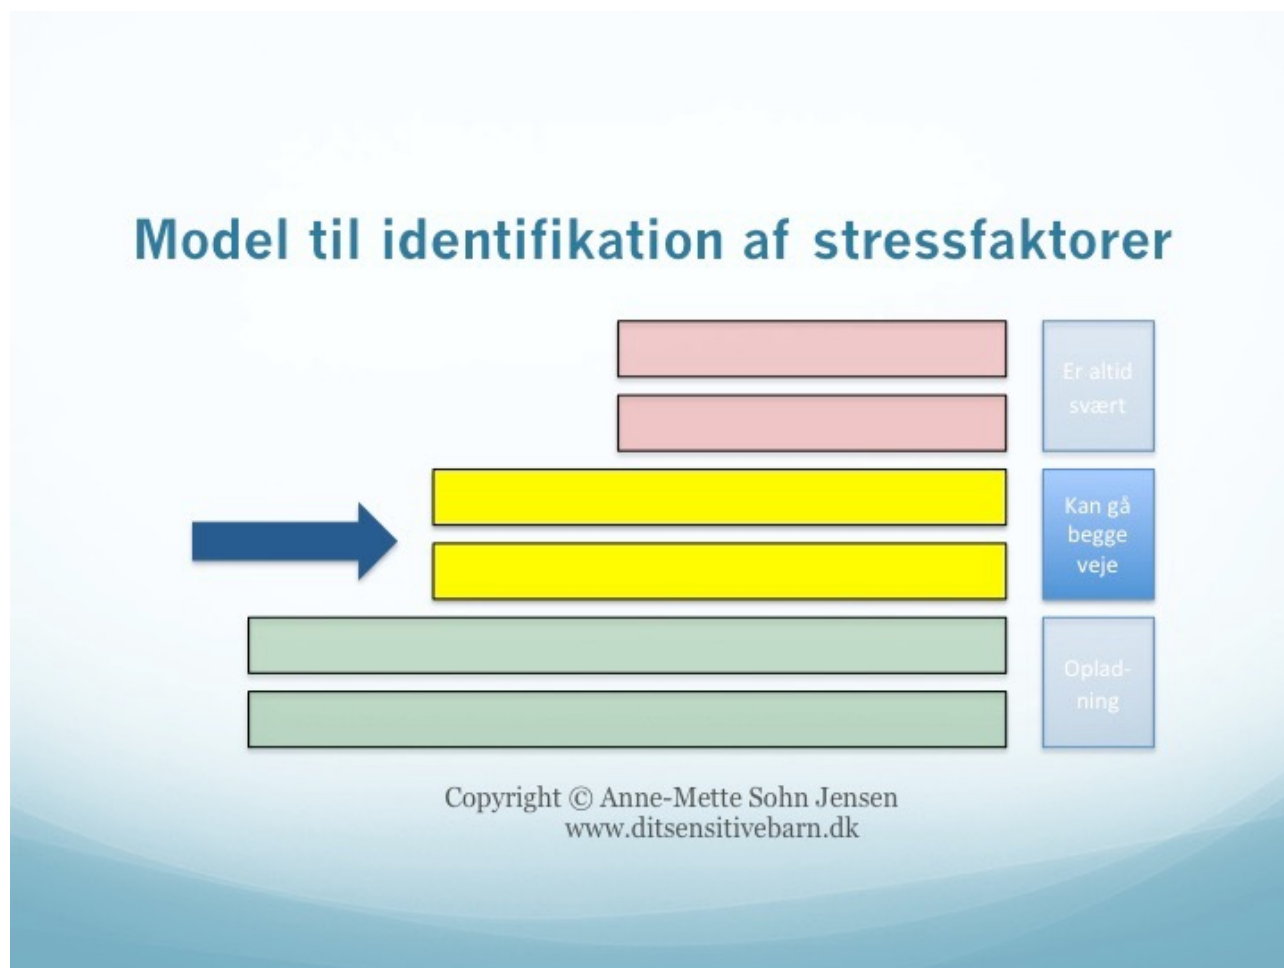 Model til identifikation af stressfaktorer
Er altid
svært
Kan gå
begge
veje
Oplad-
ning
Copyright © Anne-Mette Sohn Jensen
www.ditsensitivebarn.dk